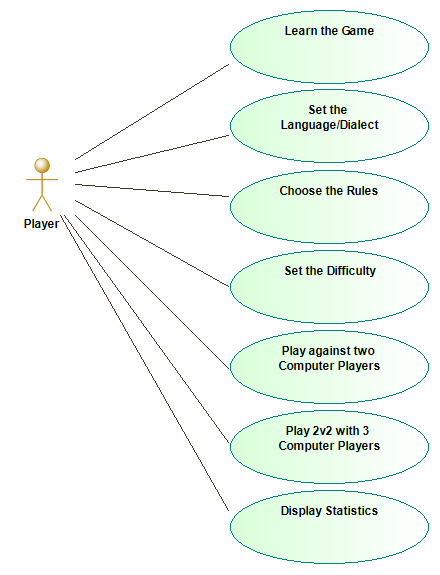 Learn the Game
Set the
Language/Dialect
Choose the Rules
Player
Set the Difficulty
Play against two
Computer Players
Play 2v2 with 3
Computer Players
Display Statistics